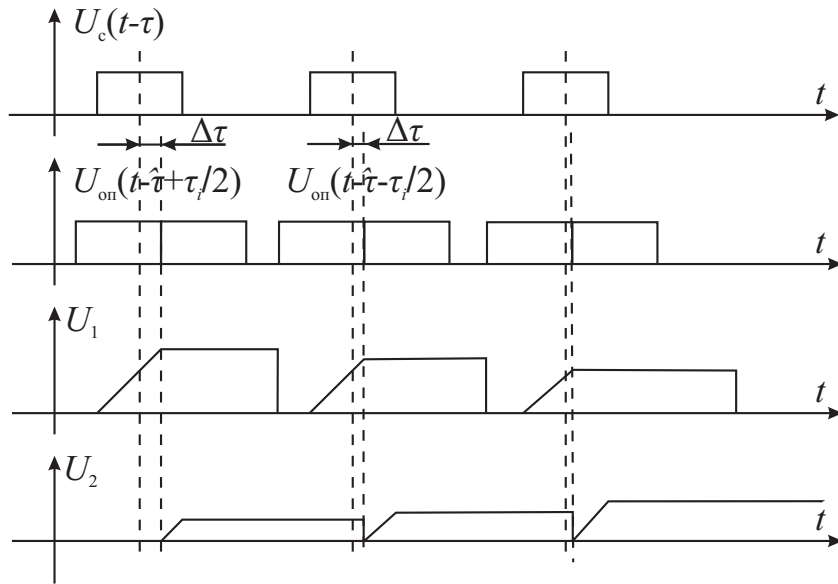 U_c(t-τ)
t
Δτ Δτ
U_оп(t-τ̂+τ_i/2) U_оп(t-τ̂-τ_i/2)
t
U_1
t
U_2
t